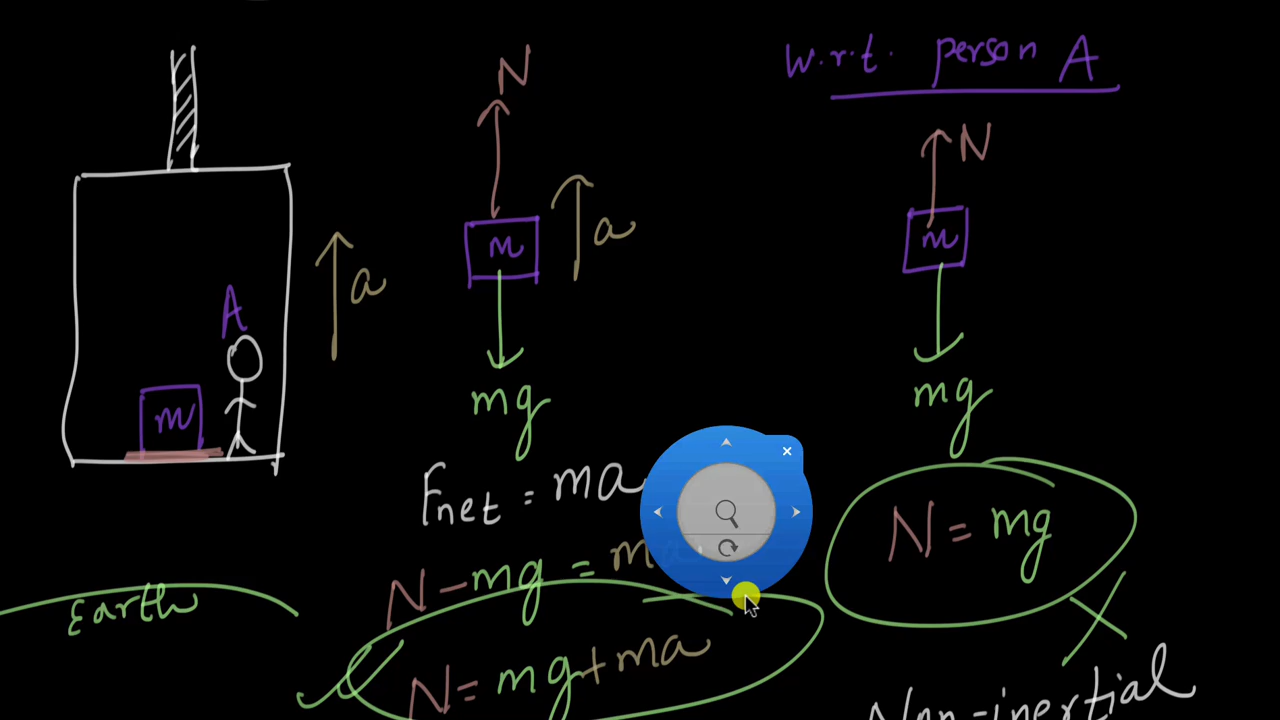 A
m
a
Earth
N
m
a
mg
Fnet = ma
N-mg = m
N= mg+ma
w.r.t. person A
N
m
mg
N = mg
Non-inertial